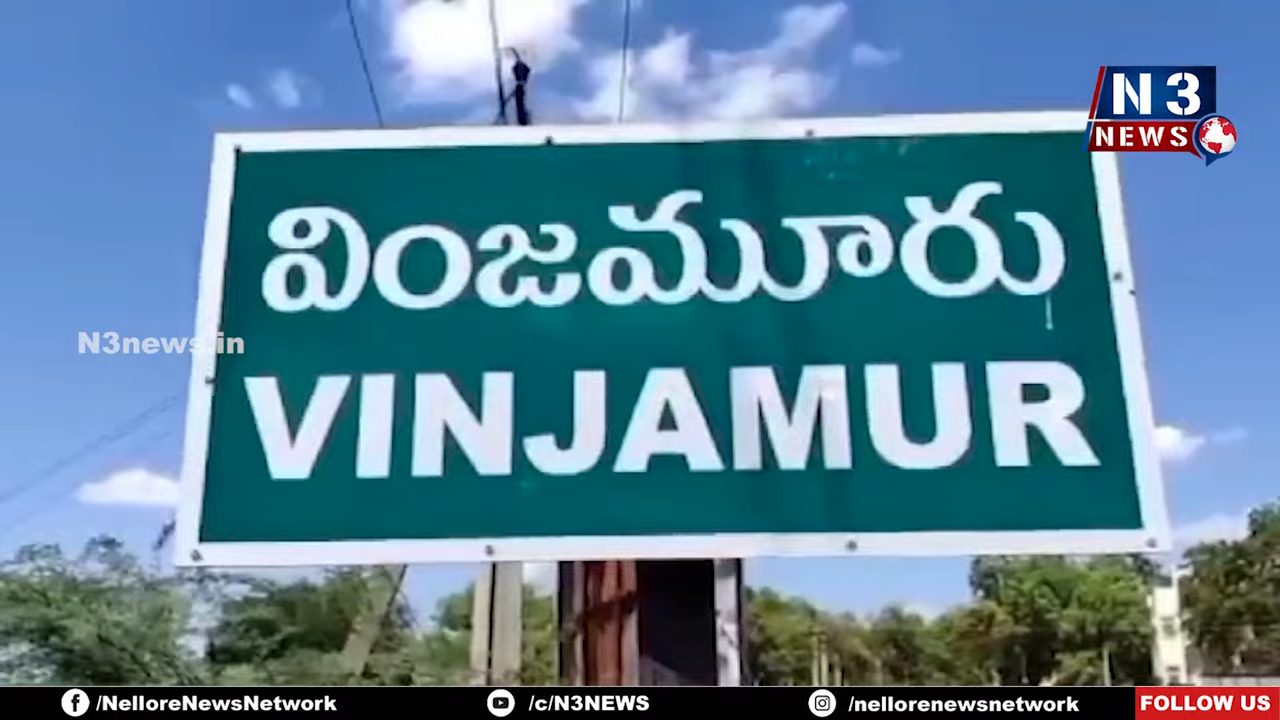 N3
NEWS
వింజమూరు
N3news.in
VINJAMUR
/NelloreNewsNetwork
/c/N3NEWS
/nellorenewsnetwork
FOLLOW US